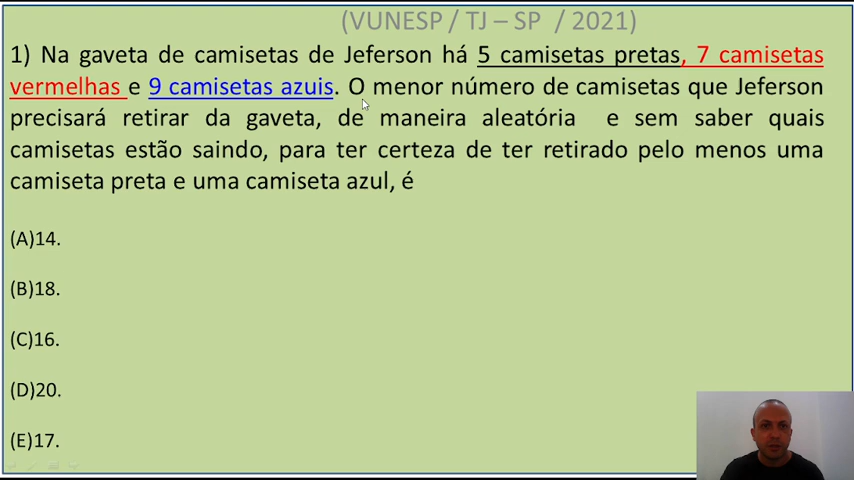 (VUNESP / TJ – SP / 2021)
1) Na gaveta de camisetas de Jeferson há 5 camisetas pretas, 7 camisetas
vermelhas e 9 camisetas azuis. O menor número de camisetas que Jeferson
precisará retirar da gaveta, de maneira aleatória e sem saber quais
camisetas estão saindo, para ter certeza de ter retirado pelo menos uma
camiseta preta e uma camiseta azul, é
(A)14.
(B)18.
(C)16.
(D)20.
(E)17.